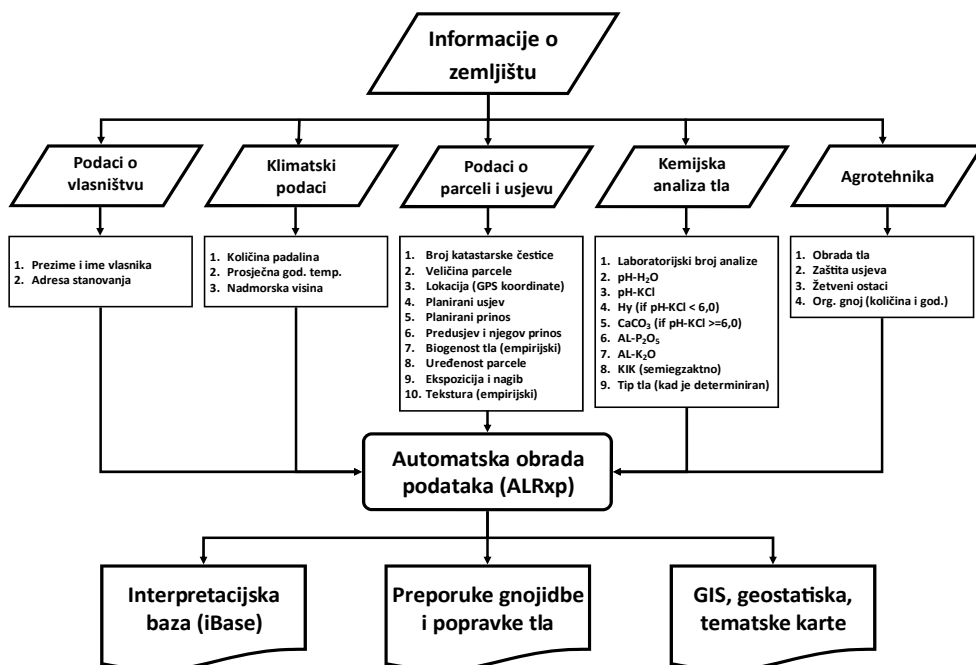 Informacije o
zemljištu
Podaci o
vlasništvu
Klimatski
podaci
Podaci o
parceli i usjevu
Kemijska
analiza tla
Agrotehnika
1. Prezime i ime vlasnika
2. Adresa stanovanja
1. Količina padalina
2. Prosječna god. temp.
3. Nadmorska visina
1. Broj katastarske čestice
2. Veličina parcele
3. Lokacija (GPS koordinate)
4. Planirani usjev
5. Planirani prinos
6. Predusjev i njegov prinos
7. Biogenost tla (empirijski)
8. Uređenost parcele
9. Ekspozicija i nagib
10. Tekstura (empirijski)
1. Laboratorijski broj analize
2. pH-H₂O
3. pH-KCl
4. Hy (if pH-KCl < 6,0)
5. CaCO₃ (if pH-KCl >=6,0)
6. AL-P₂O₅
7. AL-K₂O
8. KIK (semiegzaktno)
9. Tip tla (kad je determiniran)
1. Obrada tla
2. Zaštita usjeva
3. Žetveni ostaci
4. Org. gnoj (količina i god.)
Automatska obrada
podataka (ALRxp)
Interpretacijska
baza (iBase)
Preporuke gnojidbe
i popravke tla
GIS, geostatiska,
tematske karte